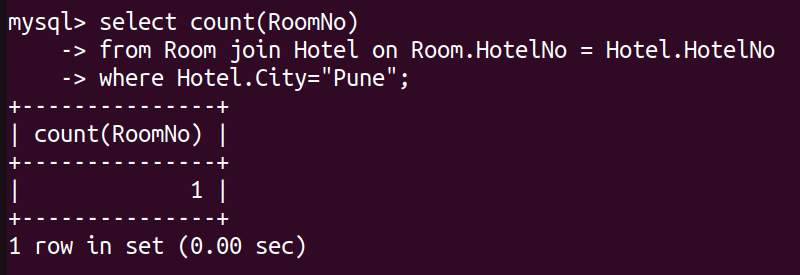 mysql> select count(RoomNo)
    -> from Room join Hotel on Room.HotelNo = Hotel.HotelNo
    -> where Hotel.City="Pune";
+---------------+
| count(RoomNo) |
+---------------+
|             1 |
+---------------+
1 row in set (0.00 sec)